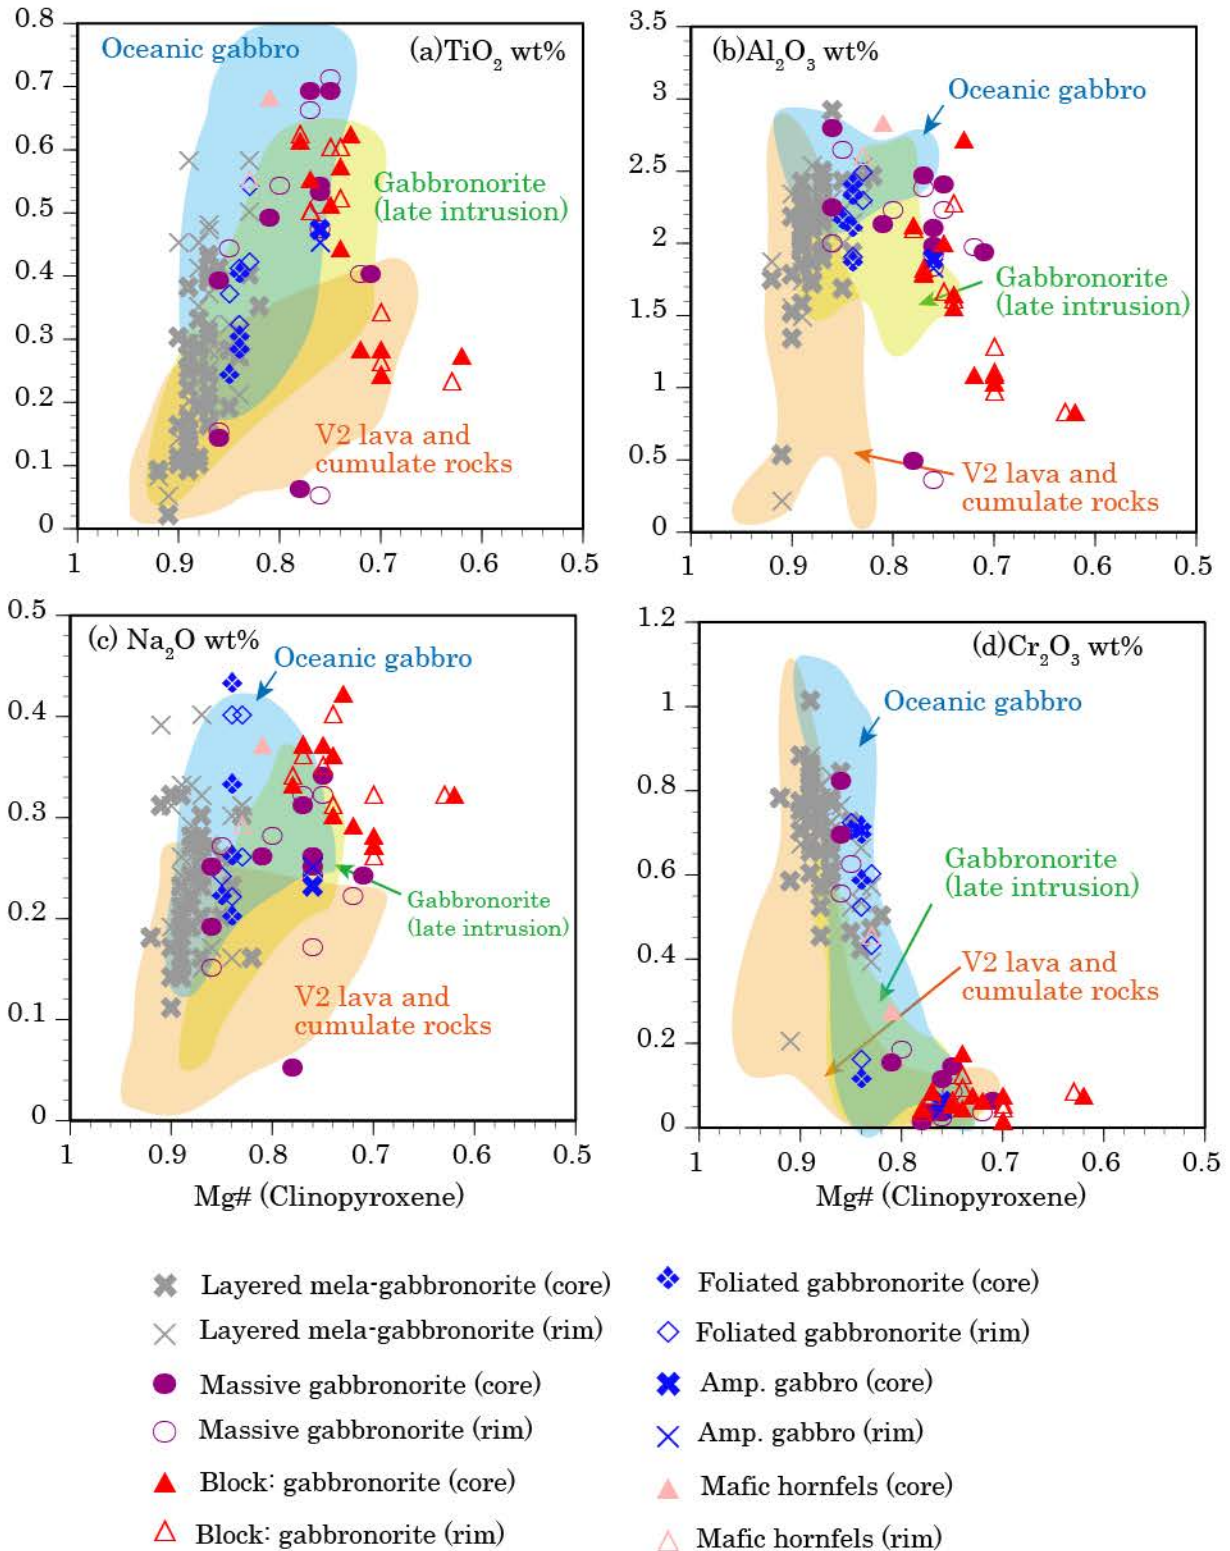 (a)TiO2 wt%
Oceanic gabbro
Gabbronorite
(late intrusion)
V2 lava and
cumulate rocks
0.8
0.7
0.6
0.5
0.4
0.3
0.2
0.1
0
1
0.9
0.8
0.7
0.6
0.5
(b)Al2O3 wt%
Oceanic gabbro
Gabbronorite
(late intrusion)
V2 lava and
cumulate rocks
3.5
3
2.5
2
1.5
1
0.5
0
1
0.9
0.8
0.7
0.6
0.5
(c) Na2O wt%
Oceanic gabbro
Gabbronorite
(late intrusion)
V2 lava and
cumulate rocks
0.5
0.4
0.3
0.2
0.1
0
1
0.9
0.8
0.7
0.6
0.5
Mg# (Clinopyroxene)
(d)Cr2O3 wt%
Oceanic gabbro
Gabbronorite
(late intrusion)
V2 lava and
cumulate rocks
1.2
1
0.8
0.6
0.4
0.2
0
1
0.9
0.8
0.7
0.6
0.5
Mg# (Clinopyroxene)
Layered mela-gabbronorite (core)
Layered mela-gabbronorite (rim)
Massive gabbronorite (core)
Massive gabbronorite (rim)
Block: gabbronorite (core)
Block: gabbronorite (rim)
Foliated gabbronorite (core)
Foliated gabbronorite (rim)
Amp. gabbro (core)
Amp. gabbro (rim)
Mafic hornfels (core)
Mafic hornfels (rim)